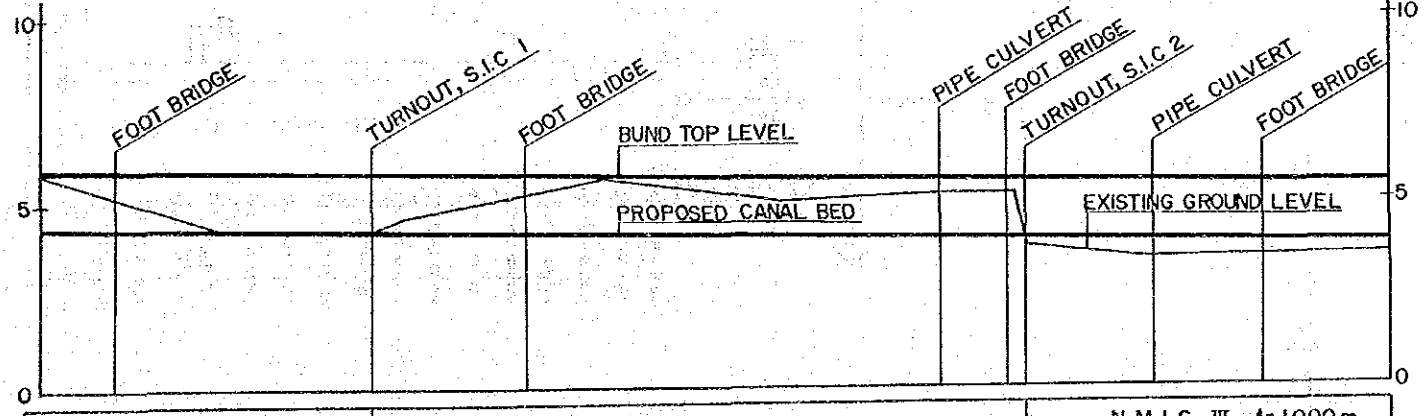 10
10
FOOT BRIDGE
TURNOUT, S.I.C 1
FOOT BRIDGE
PIPE CULVERT
FOOT BRIDGE
TURNOUT, S.I.C 2
PIPE CULVERT
FOOT BRIDGE
BUND TOP LEVEL
5
5
PROPOSED CANAL BED
EXISTING GROUND LEVEL
0
0